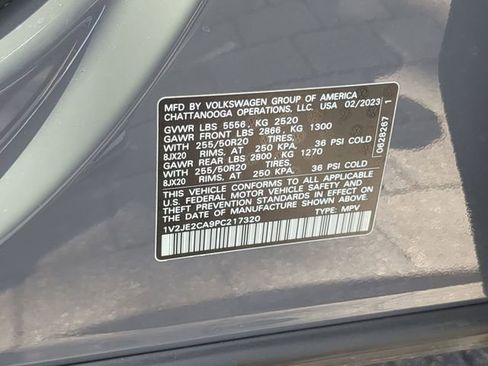 MFD BY VOLKSWAGEN GROUP OF AMERICA
CHATTANOOGA OPERATIONS, LLC. USA 02/2023
GVWR LBS 5556, KG 2520
GAWR FRONT LBS 2866, KG 1300
WITH 255/50R20 TIRES,
8JX20 RIMS, AT 250 KPA, 36 PSI COLD
GAWR REAR LBS 2800, KG 1270
WITH 255/50R20 TIRES,
8JX20 RIMS, AT 250 KPA, 36 PSI COLD
THIS VEHICLE CONFORMS TO ALL APPLICABLE
U.S. FEDERAL MOTOR VEHICLE SAFETY AND
THEFT PREVENTION STANDARDS IN EFFECT ON
DATE OF MANUFACTURE SHOWN ABOVE.
1V2JE2CA9PC217320 TYPE: MPV
0628267 1